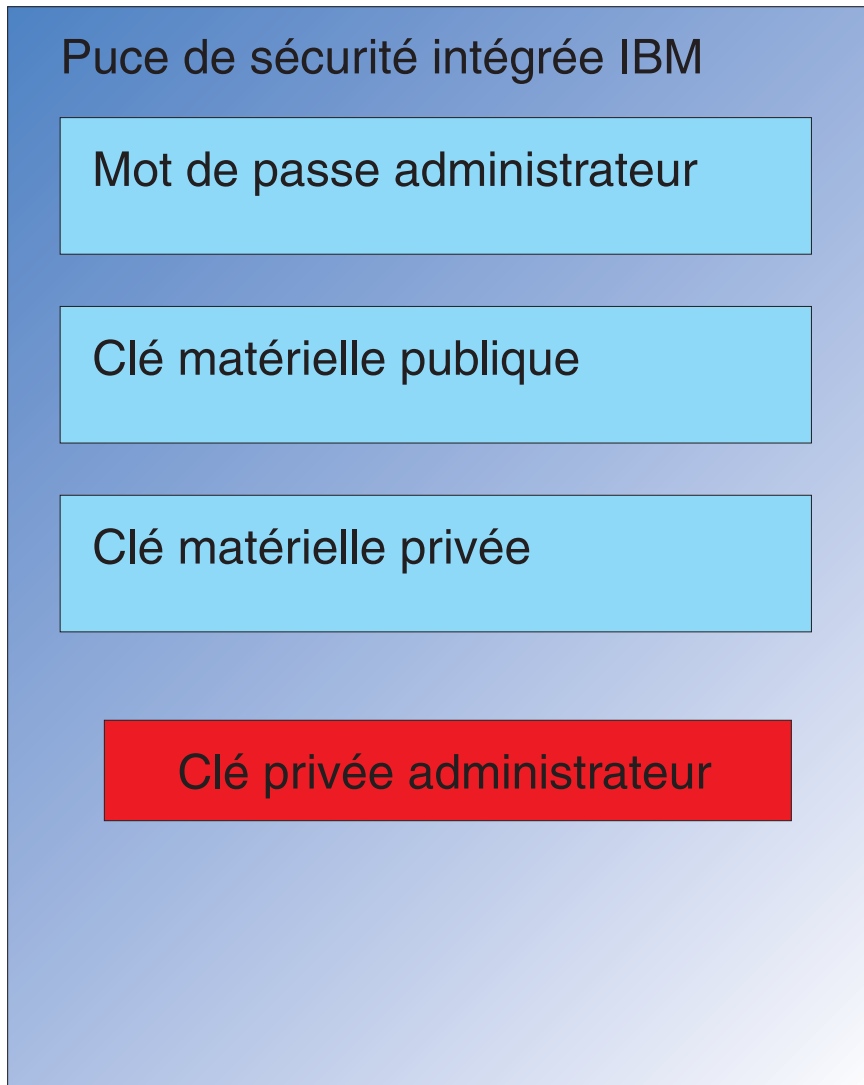 Puce de sécurité intégrée IBM
Mot de passe administrateur
Clé matérielle publique
Clé matérielle privée
Clé privée administrateur